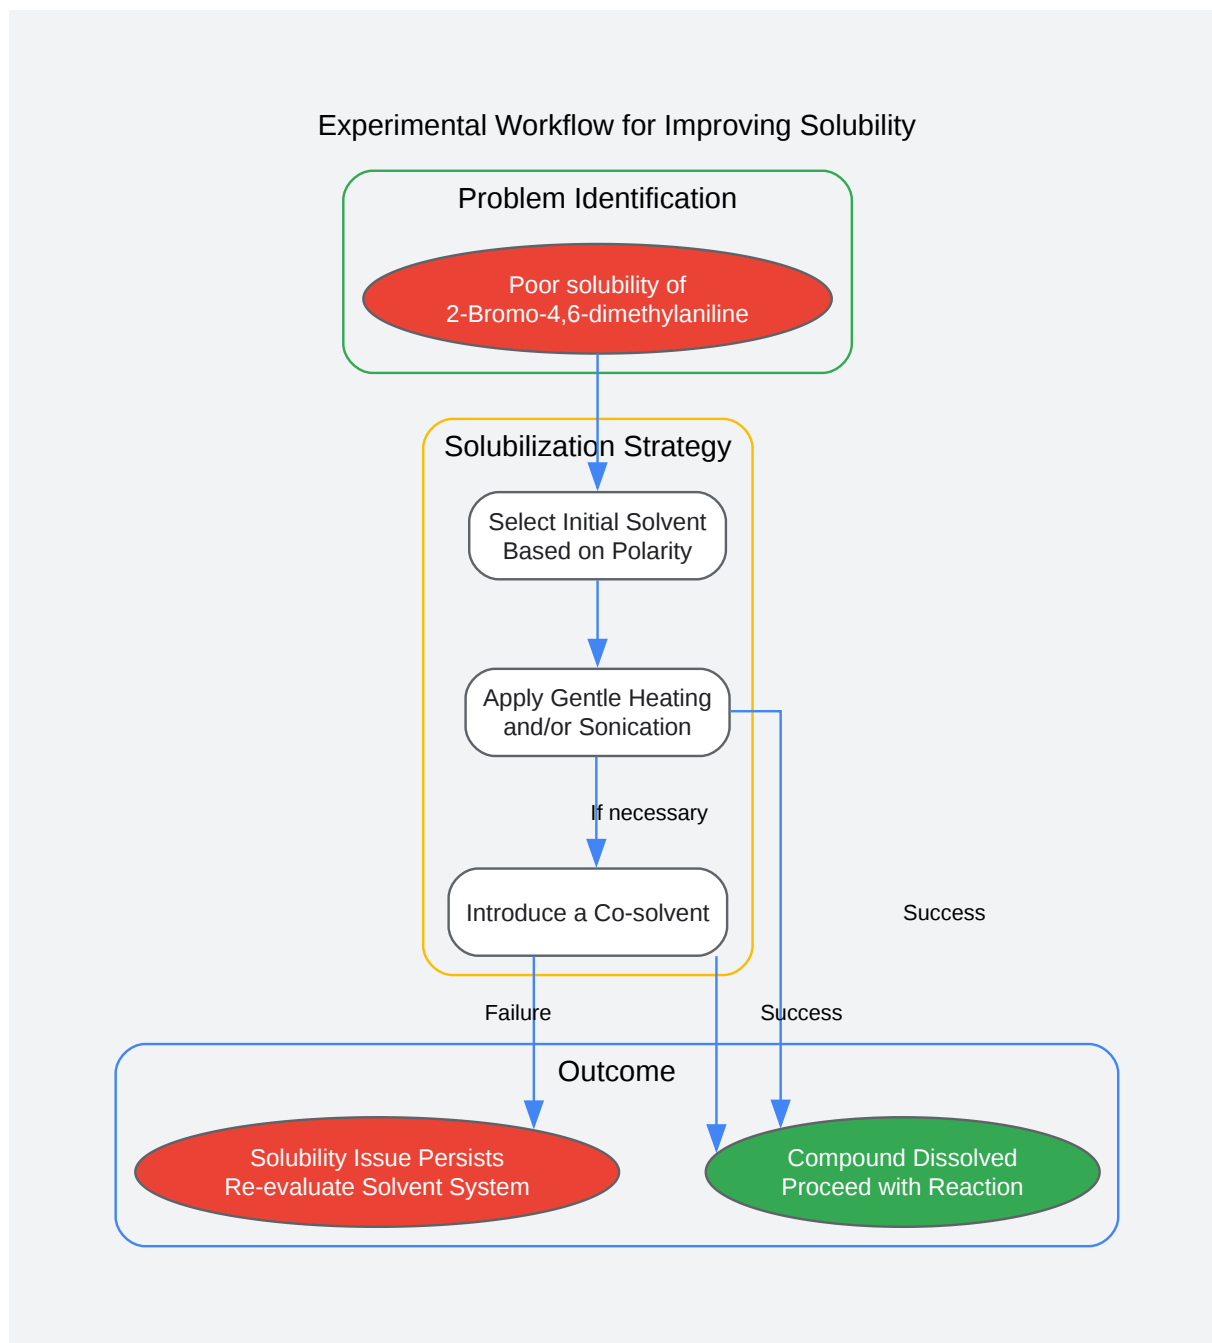 Experimental Workflow for Improving Solubility
Problem Identification
Poor solubility of
2-Bromo-4,6-dimethylaniline
Solubilization Strategy
Select Initial Solvent
Based on Polarity
Apply Gentle Heating
and/or Sonication
If necessary
Introduce a Co-solvent
Success
Failure
Success
Outcome
Solubility Issue Persists
Re-evaluate Solvent System
Compound Dissolved
Proceed with Reaction